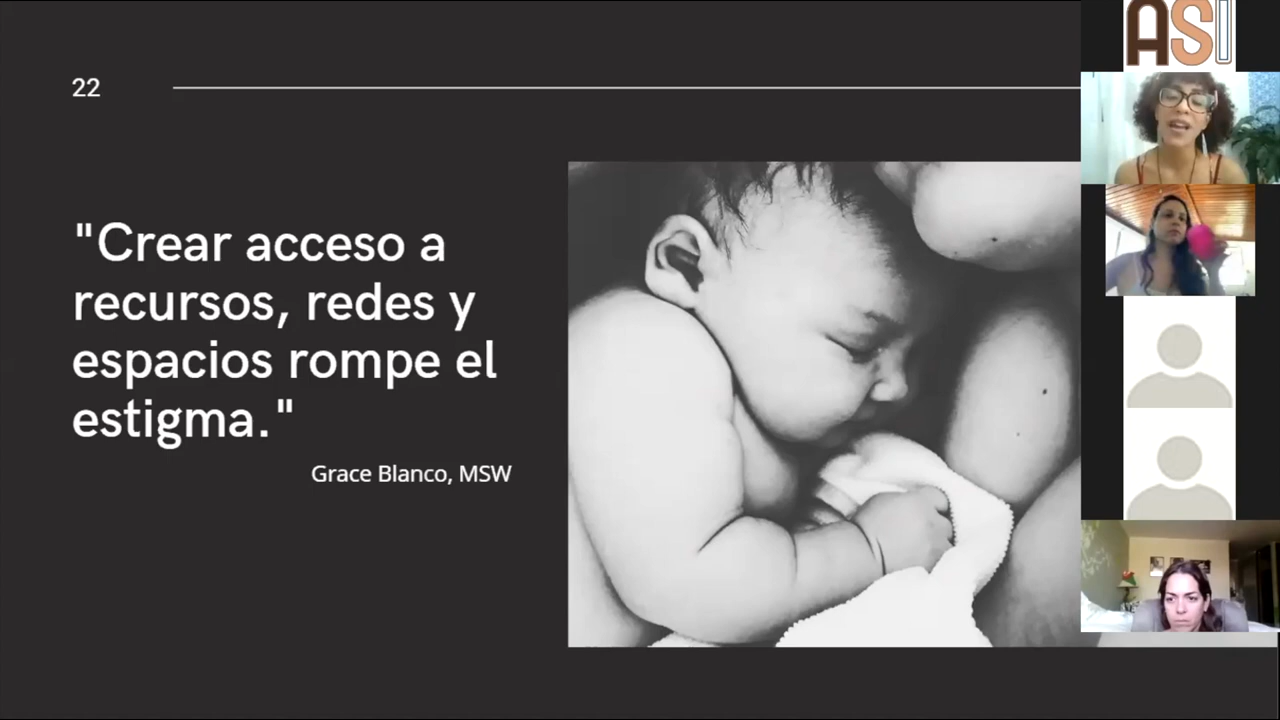 ASI
22
"Crear acceso a
recursos, redes y
espacios rompe el
estigma."
Grace Blanco, MSW